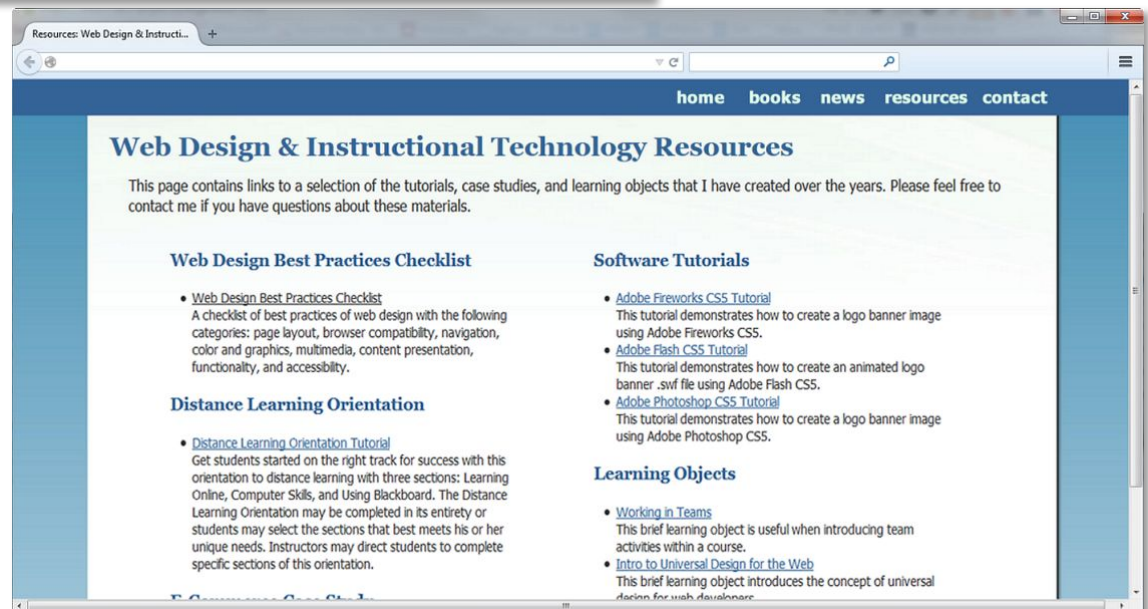 Resources: Web Design & Instructi...
home books news resources contact
Web Design & Instructional Technology Resources
This page contains links to a selection of the tutorials, case studies, and learning objects that I have created over the years. Please feel free to
contact me if you have questions about these materials.
Web Design Best Practices Checklist
• Web Design Best Practices Checklist
A checklist of best practices of web design with the following
categories: page layout, browser compatibility, navigation,
color and graphics, multimedia, content presentation,
functionality, and accessibility.
Distance Learning Orientation
• Distance Learning Orientation Tutorial
Get students started on the right track for success with this
orientation to distance learning with three sections: Learning
Online, Computer Skills, and Using Blackboard. The Distance
Learning Orientation may be completed in its entirety or
students may select the sections that best meets his or her
unique needs. Instructors may direct students to complete
specific sections of this orientation.
E-Commerce Case Study
Software Tutorials
• Adobe Fireworks CS5 Tutorial
This tutorial demonstrates how to create a logo banner image
using Adobe Fireworks CS5.
• Adobe Flash CS5 Tutorial
This tutorial demonstrates how to create an animated logo
banner .swf file using Adobe Flash CS5.
• Adobe Photoshop CS5 Tutorial
This tutorial demonstrates how to create a logo banner image
using Adobe Photoshop CS5.
Learning Objects
• Working in Teams
This brief learning object is useful when introducing team
activities within a course.
• Intro to Universal Design for the Web
This brief learning object introduces the concept of universal
design for web developers.